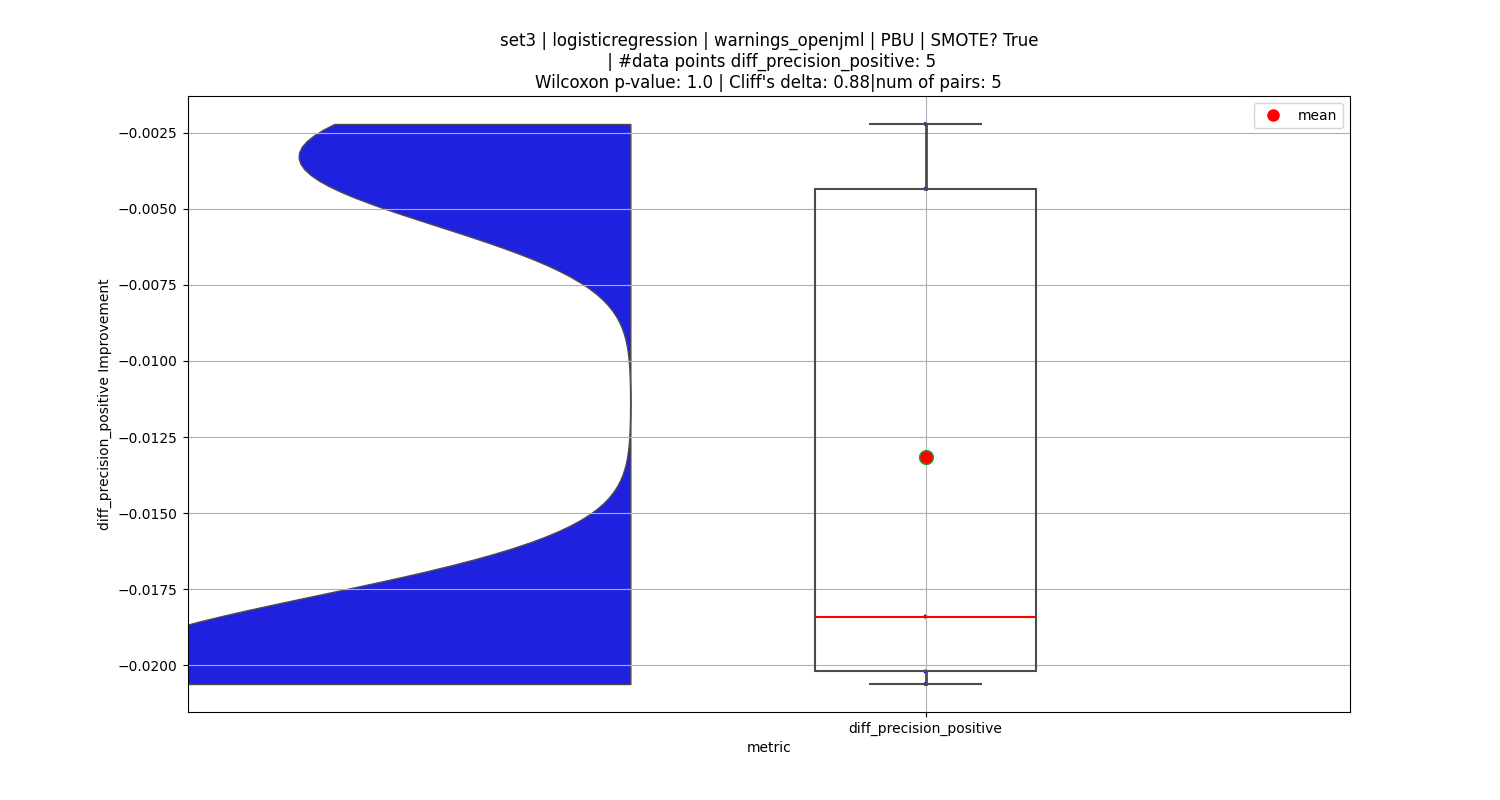 set3 | logisticregression | warnings_openjml | PBU | SMOTE? True
| #data points diff_precision_positive: 5
Wilcoxon p-value: 1.0 | Cliff's delta: 0.88|num of pairs: 5
mean
−0.0025
−0.0050
−0.0075
−0.0100
−0.0125
−0.0150
−0.0175
−0.0200
diff_precision_positive Improvement
diff_precision_positive
metric